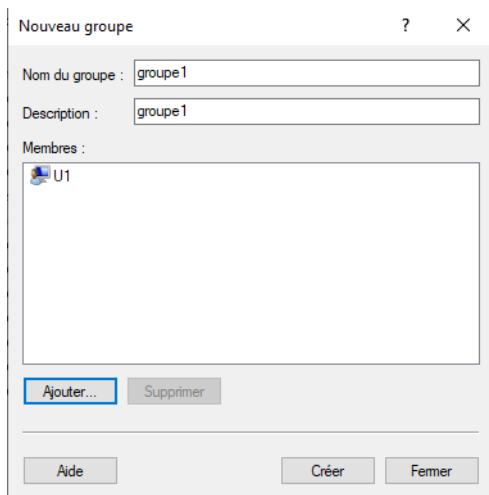 Nouveau groupe ?
Nom du groupe : groupe1
Description : groupe1
Membres :
U1
Ajouter... Supprimer
Aide Créer Fermer